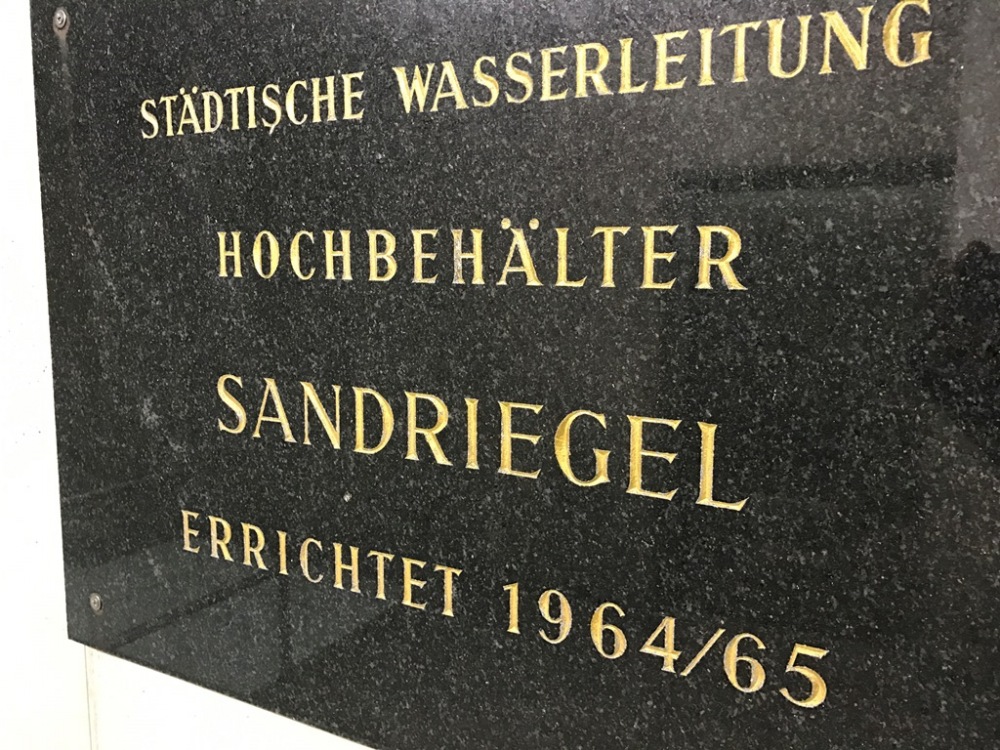 STÄDTISCHE WASSERLEITUNG
HOCHBEHÄLTER
SANDRIEGEL
ERRICHTET 1964/65